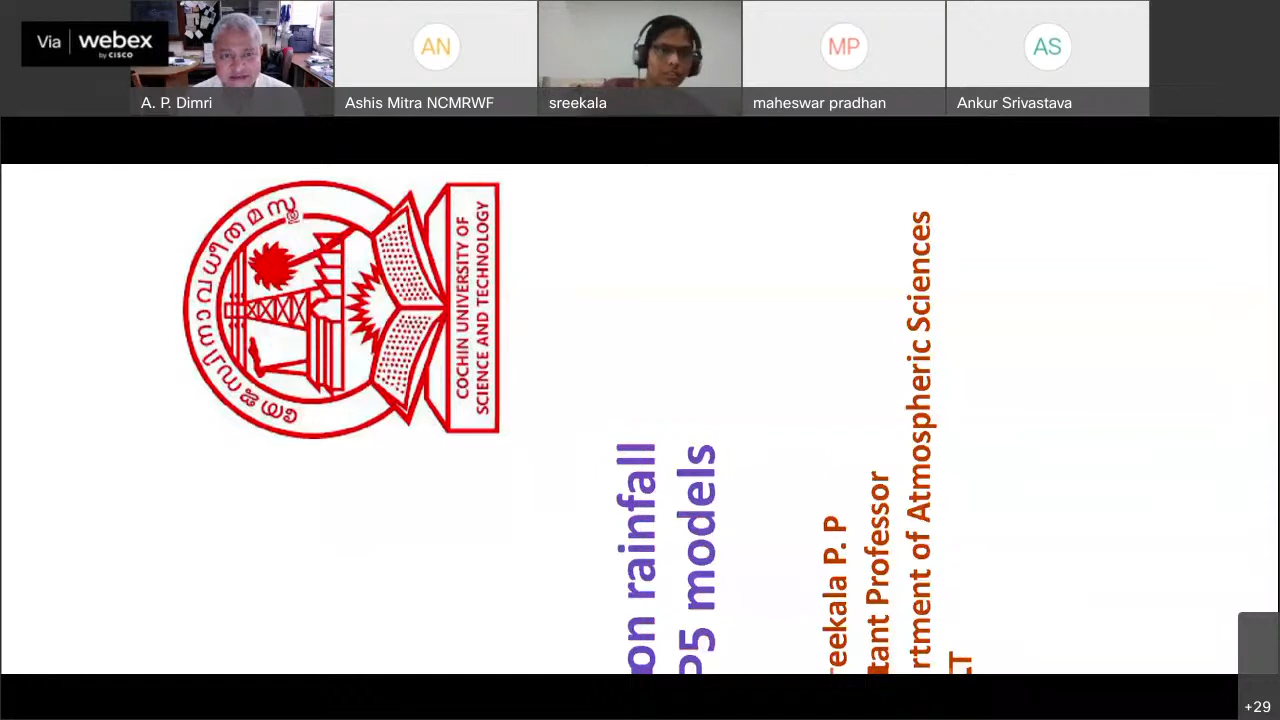 Via webex
by CISCO
AN
MP
AS
A. P. Dimri
Ashis Mitra NCMRWF
sreekala
maheswar pradhan
Ankur Srivastava
COCHIN UNIVERSITY OF
SCIENCE AND TECHNOLOGY
on rainfall
P5 models
reekala P. P
tant Professor
rtment of Atmospheric Sciences
+29